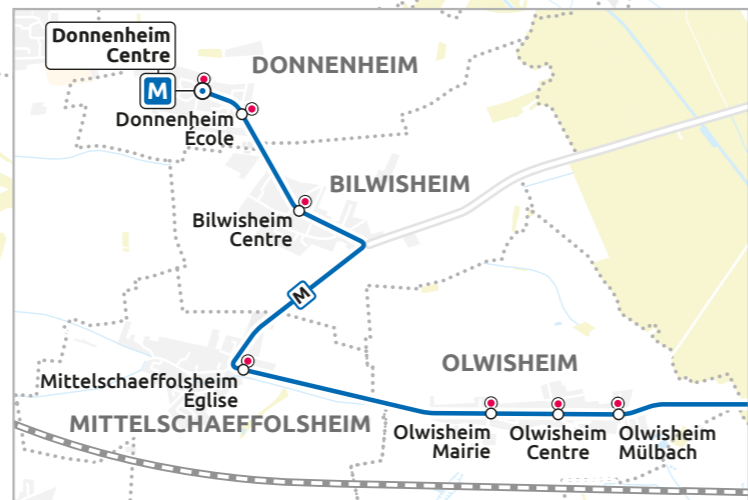 Donnenheim
Centre
DONNENHEIM
M
Donnenheim
École
BILWISHEIM
Bilwisheim
Centre
M
OLWISHEIM
Mittelschaeffolsheim
Église
MITTELSCHAEFFOLSHEIM
Olwisheim
Mairie
Olwisheim
Centre
Olwisheim
Mülbach